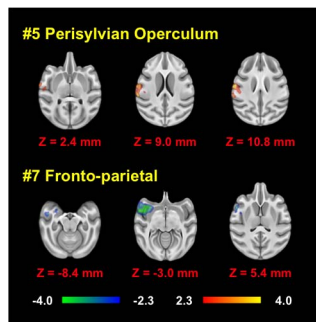 #5 Perisylvian Operculum
Z = 2.4 mm Z = 9.0 mm Z = 10.8 mm
#7 Fronto-parietal
Z = -8.4 mm Z = -3.0 mm Z = 5.4 mm
-4.0 -2.3 2.3 4.0